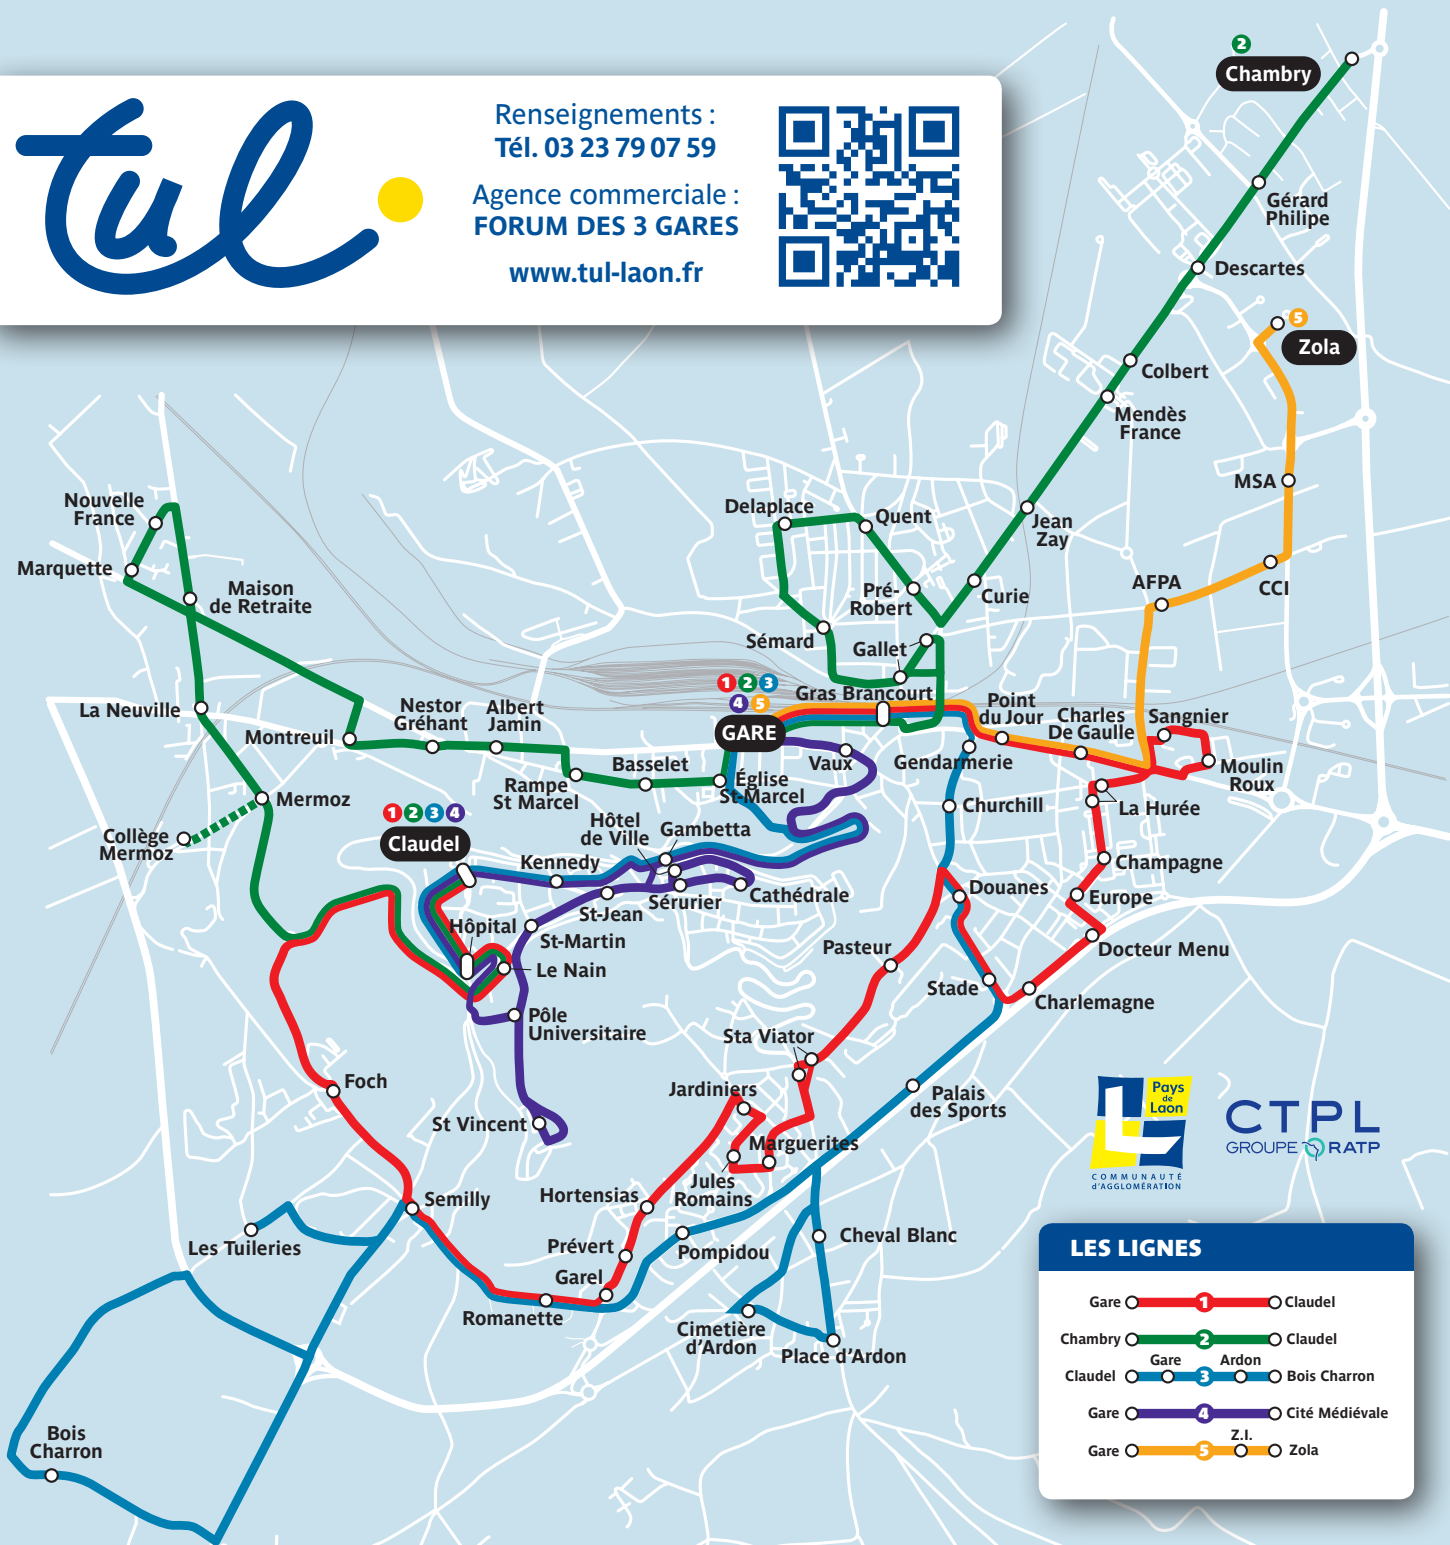 tul
Renseignements :
Tél. 03 23 79 07 59
Agence commerciale :
FORUM DES 3 GARES
www.tul-laon.fr
2
Chambry
Gérard
Philipe
Descartes
5
Zola
Colbert
Mendès
France
MSA
Jean
Zay
CCI
AFPA
Curie
Nouvelle
France
Marquette
Maison
de Retraite
Delaplace
Quent
Pré-
Robert
Sémard
Gallet
La Neuville
Montreuil
Nestor
Gréhant
Albert
Jamin
1 2 3
4 5
GARE
Gras Brancourt
Point
du Jour
Charles
De Gaulle
Sangnier
Moulin
Roux
Vaux
Gendarmerie
Rampe
St Marcel
Basselet
Église
St-Marcel
La Hurée
Mermoz
Collège
Mermoz
1 2 3 4
Claudel
Hôtel
de Ville
Gambetta
Kennedy
Churchill
Champagne
St-Jean
Sérurier
Cathédrale
Douanes
Europe
Hôpital
St-Martin
Le Nain
Pasteur
Docteur Menu
Stade
Charlemagne
Pôle
Universitaire
Sta Viator
Foch
Jardiniers
Palais
des Sports
St Vincent
Marguerites
Jules
Romains
Semilly
Hortensias
Les Tuileries
Prévert
Pompidou
Cheval Blanc
Garel
Romanette
Cimetière
d'Ardon
Place d'Ardon
Bois
Charron
Pays
de
Laon
COMMUNAUTÉ
d'AGGLOMÉRATION
CTPL
GROUPE RATP
LES LIGNES
Gare 1 Claudel
Chambry 2 Claudel
Gare Ardon
Claudel 3 Bois Charron
Gare 4 Cité Médiévale
Z.I.
Gare 5 Zola